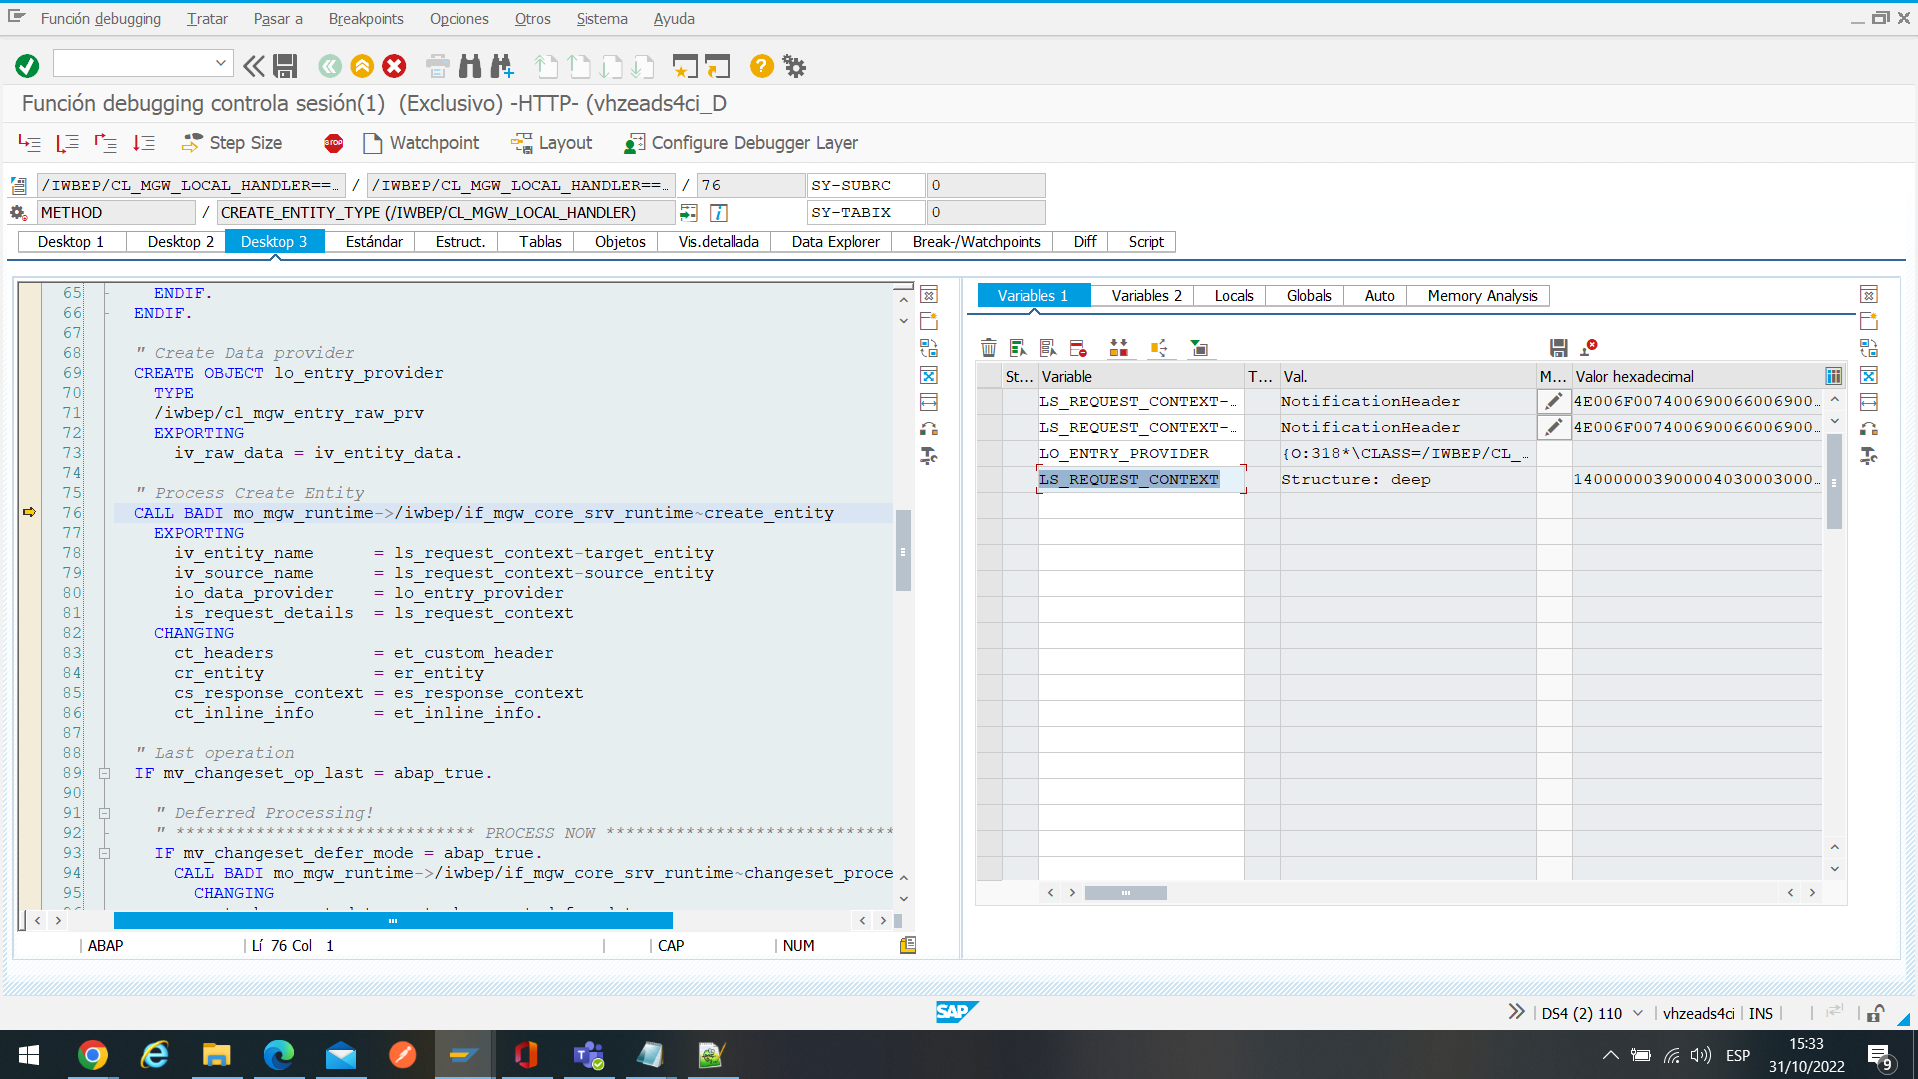 Función debugging Tratar Pasar a Breakpoints Opciones Otros Sistema Ayuda
Función debugging controla sesión(1) (Exclusivo) -HTTP- (vhzeads4ci_D
Step Size STOP Watchpoint Layout Configure Debugger Layer
/IWBEP/CL_MGW_LOCAL_HANDLER==… / /IWBEP/CL_MGW_LOCAL_HANDLER==… / 76 SY-SUBRC 0
METHOD / CREATE_ENTITY_TYPE (/IWBEP/CL_MGW_LOCAL_HANDLER) SY-TABIX 0
Desktop 1 Desktop 2 Desktop 3 Estándar Estruct. Tablas Objetos Vis.detallada Data Explorer Break-/Watchpoints Diff Script
65 ENDIF.
66 ENDIF.
67
68 " Create Data provider
69 CREATE OBJECT lo_entry_provider
70 TYPE
71 /iwbep/cl_mgw_entry_raw_prv
72 EXPORTING
73 iv_raw_data = iv_entity_data.
74
75 " Process Create Entity
76 CALL BADI mo_mgw_runtime->/iwbep/if_mgw_core_srv_runtime~create_entity
77 EXPORTING
78 iv_entity_name = ls_request_context-target_entity
79 iv_source_name = ls_request_context-source_entity
80 io_data_provider = lo_entry_provider
81 is_request_details = ls_request_context
82 CHANGING
83 ct_headers = et_custom_header
84 cr_entity = er_entity
85 cs_response_context = es_response_context
86 ct_inline_info = et_inline_info.
87
88 " Last operation
89 IF mv_changeset_op_last = abap_true.
90
91 " Deferred Processing!
92 " ****************************** PROCESS NOW *****************************
93 IF mv_changeset_defer_mode = abap_true.
94 CALL BADI mo_mgw_runtime->/iwbep/if_mgw_core_srv_runtime~changeset_proce
95 CHANGING
ABAP Lí 76 Col 1 CAP NUM
Variables 1 Variables 2 Locals Globals Auto Memory Analysis
St... Variable T... Val. M... Valor hexadecimal
LS_REQUEST_CONTEXT-… NotificationHeader 4E006F007400690066006900…
LS_REQUEST_CONTEXT-… NotificationHeader 4E006F007400690066006900…
LO_ENTRY_PROVIDER {O:318*\CLASS=/IWBEP/CL_…
LS_REQUEST_CONTEXT Structure: deep 140000003900004030003000…
SAP DS4 (2) 110 vhzeads4ci INS
ESP 15:33
31/10/2022 9